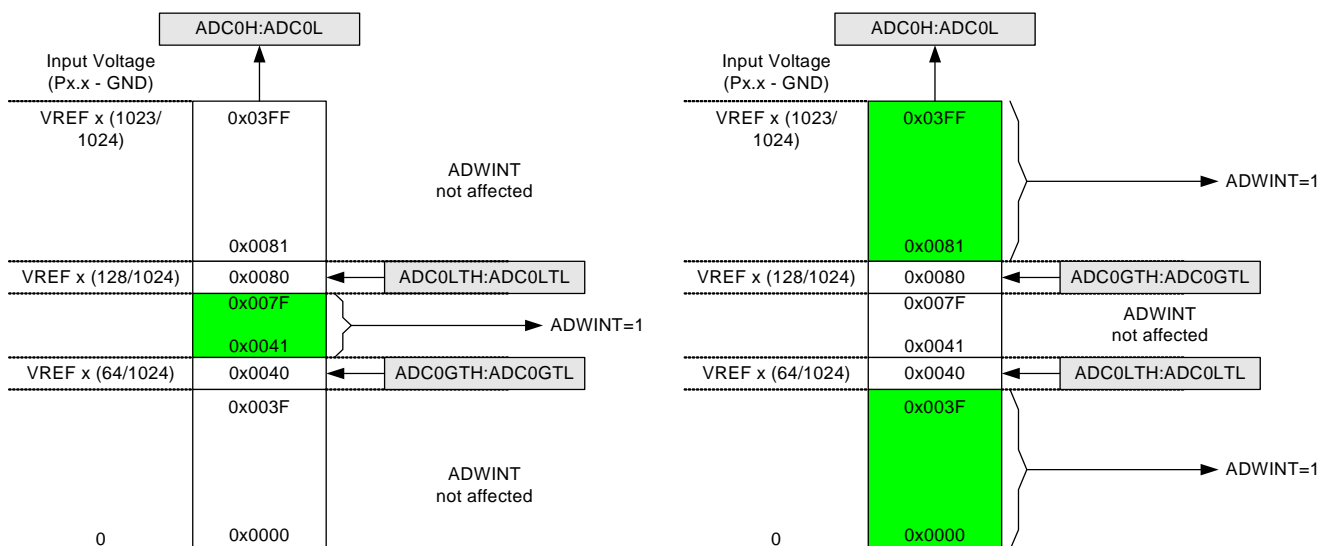 ADC0H:ADC0L
Input Voltage
(Px.x - GND)
VREF x (1023/
1024)
0x03FF
ADWINT
not affected
0x0081
VREF x (128/1024)
0x0080
ADC0LTH:ADC0LTL
0x007F
ADWINT=1
0x0041
VREF x (64/1024)
0x0040
ADC0GTH:ADC0GTL
0x003F
ADWINT
not affected
0
0x0000
ADC0H:ADC0L
Input Voltage
(Px.x - GND)
VREF x (1023/
1024)
0x03FF
ADWINT=1
0x0081
VREF x (128/1024)
0x0080
ADC0GTH:ADC0GTL
0x007F
ADWINT
not affected
0x0041
VREF x (64/1024)
0x0040
ADC0LTH:ADC0LTL
0x003F
ADWINT=1
0
0x0000